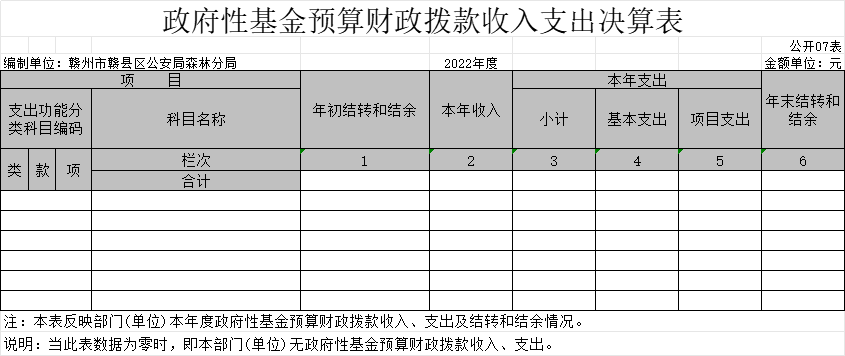 政府性基金预算财政拨款收入支出决算表
公开07表
编制单位：赣州市赣县区公安局森林分局 2022年度 金额单位：元
项 目 年初结转和结余 本年收入 本年支出 年末结转和结余
支出功能分类科目编码 科目名称 小计 基本支出 项目支出
类 款 项 栏次 1 2 3 4 5 6
合计
注：本表反映部门(单位)本年度政府性基金预算财政拨款收入、支出及结转和结余情况。
说明：当此表数据为零时，即本部门(单位)无政府性基金预算财政拨款收入、支出。